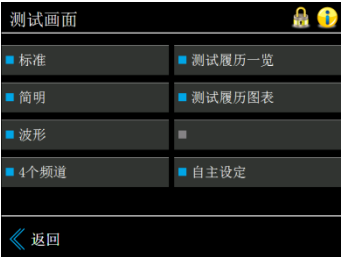 测试画面
标准
测试履历一览
简明
测试履历图表
波形
4个频道
自主设定
返回